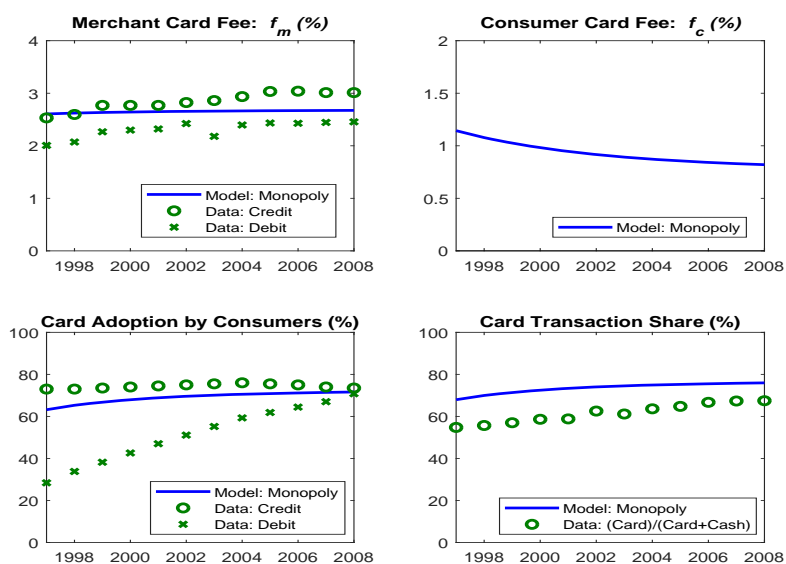 Merchant Card Fee: f_m (%)
4
3
2
1
0
1998 2000 2002 2004 2006 2008
Model: Monopoly
Data: Credit
Data: Debit
Consumer Card Fee: f_c (%)
2
1.5
1
0.5
0
1998 2000 2002 2004 2006 2008
Model: Monopoly
Card Adoption by Consumers (%)
100
80
60
40
20
0
1998 2000 2002 2004 2006 2008
Model: Monopoly
Data: Credit
Data: Debit
Card Transaction Share (%)
100
80
60
40
20
0
1998 2000 2002 2004 2006 2008
Model: Monopoly
Data: (Card)/(Card+Cash)